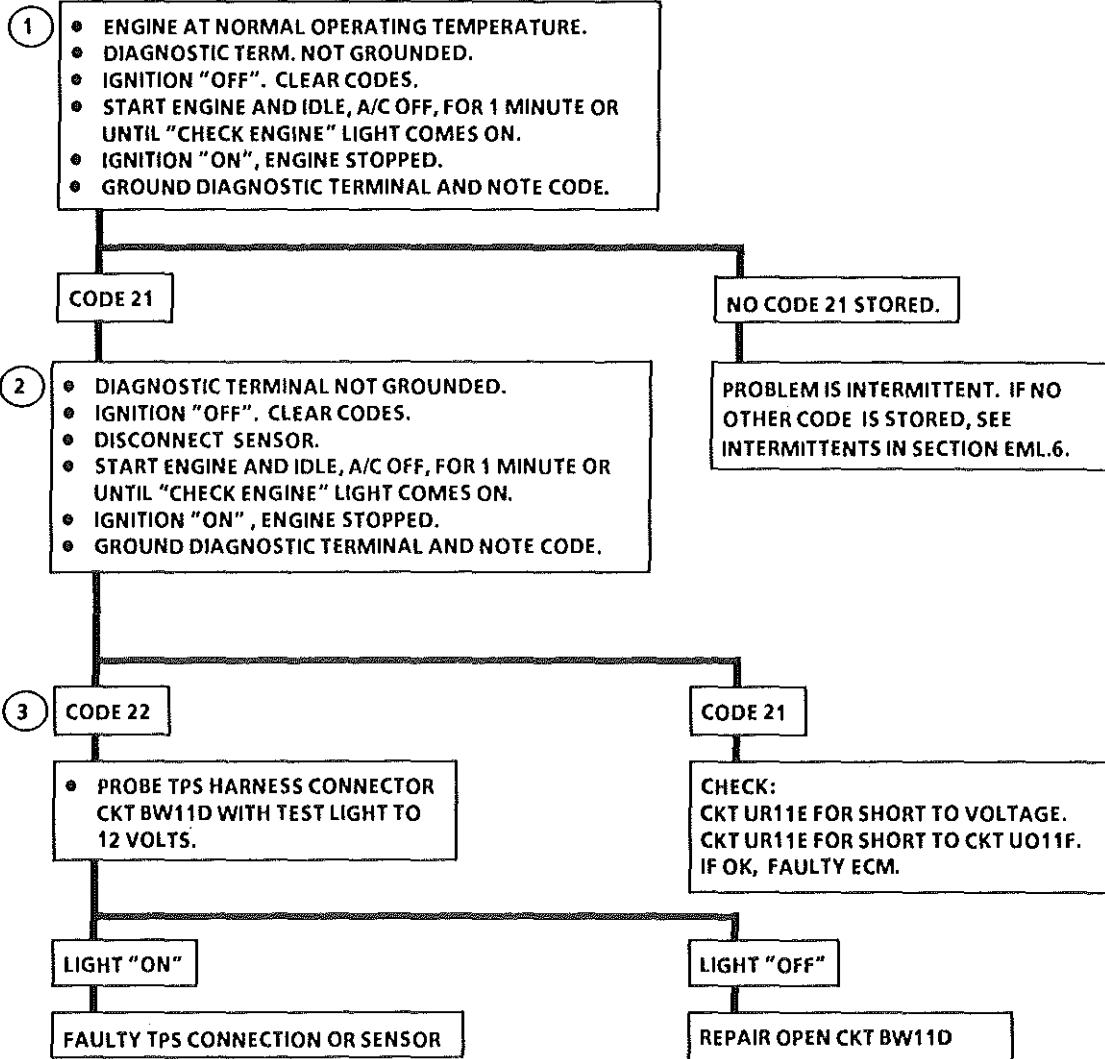 1
• ENGINE AT NORMAL OPERATING TEMPERATURE.
• DIAGNOSTIC TERM. NOT GROUNDED.
• IGNITION "OFF". CLEAR CODES.
• START ENGINE AND IDLE, A/C OFF, FOR 1 MINUTE OR
UNTIL "CHECK ENGINE" LIGHT COMES ON.
• IGNITION "ON", ENGINE STOPPED.
• GROUND DIAGNOSTIC TERMINAL AND NOTE CODE.
CODE 21
NO CODE 21 STORED.
2
• DIAGNOSTIC TERMINAL NOT GROUNDED.
• IGNITION "OFF". CLEAR CODES.
• DISCONNECT SENSOR.
• START ENGINE AND IDLE, A/C OFF, FOR 1 MINUTE OR
UNTIL "CHECK ENGINE" LIGHT COMES ON.
• IGNITION "ON", ENGINE STOPPED.
• GROUND DIAGNOSTIC TERMINAL AND NOTE CODE.
PROBLEM IS INTERMITTENT. IF NO
OTHER CODE IS STORED, SEE
INTERMITTENTS IN SECTION EML.6.
3
CODE 22
CODE 21
• PROBE TPS HARNESS CONNECTOR
CKT BW11D WITH TEST LIGHT TO
12 VOLTS.
CHECK:
CKT UR11E FOR SHORT TO VOLTAGE.
CKT UR11E FOR SHORT TO CKT UO11F.
IF OK, FAULTY ECM.
LIGHT "ON"
LIGHT "OFF"
FAULTY TPS CONNECTION OR SENSOR
REPAIR OPEN CKT BW11D